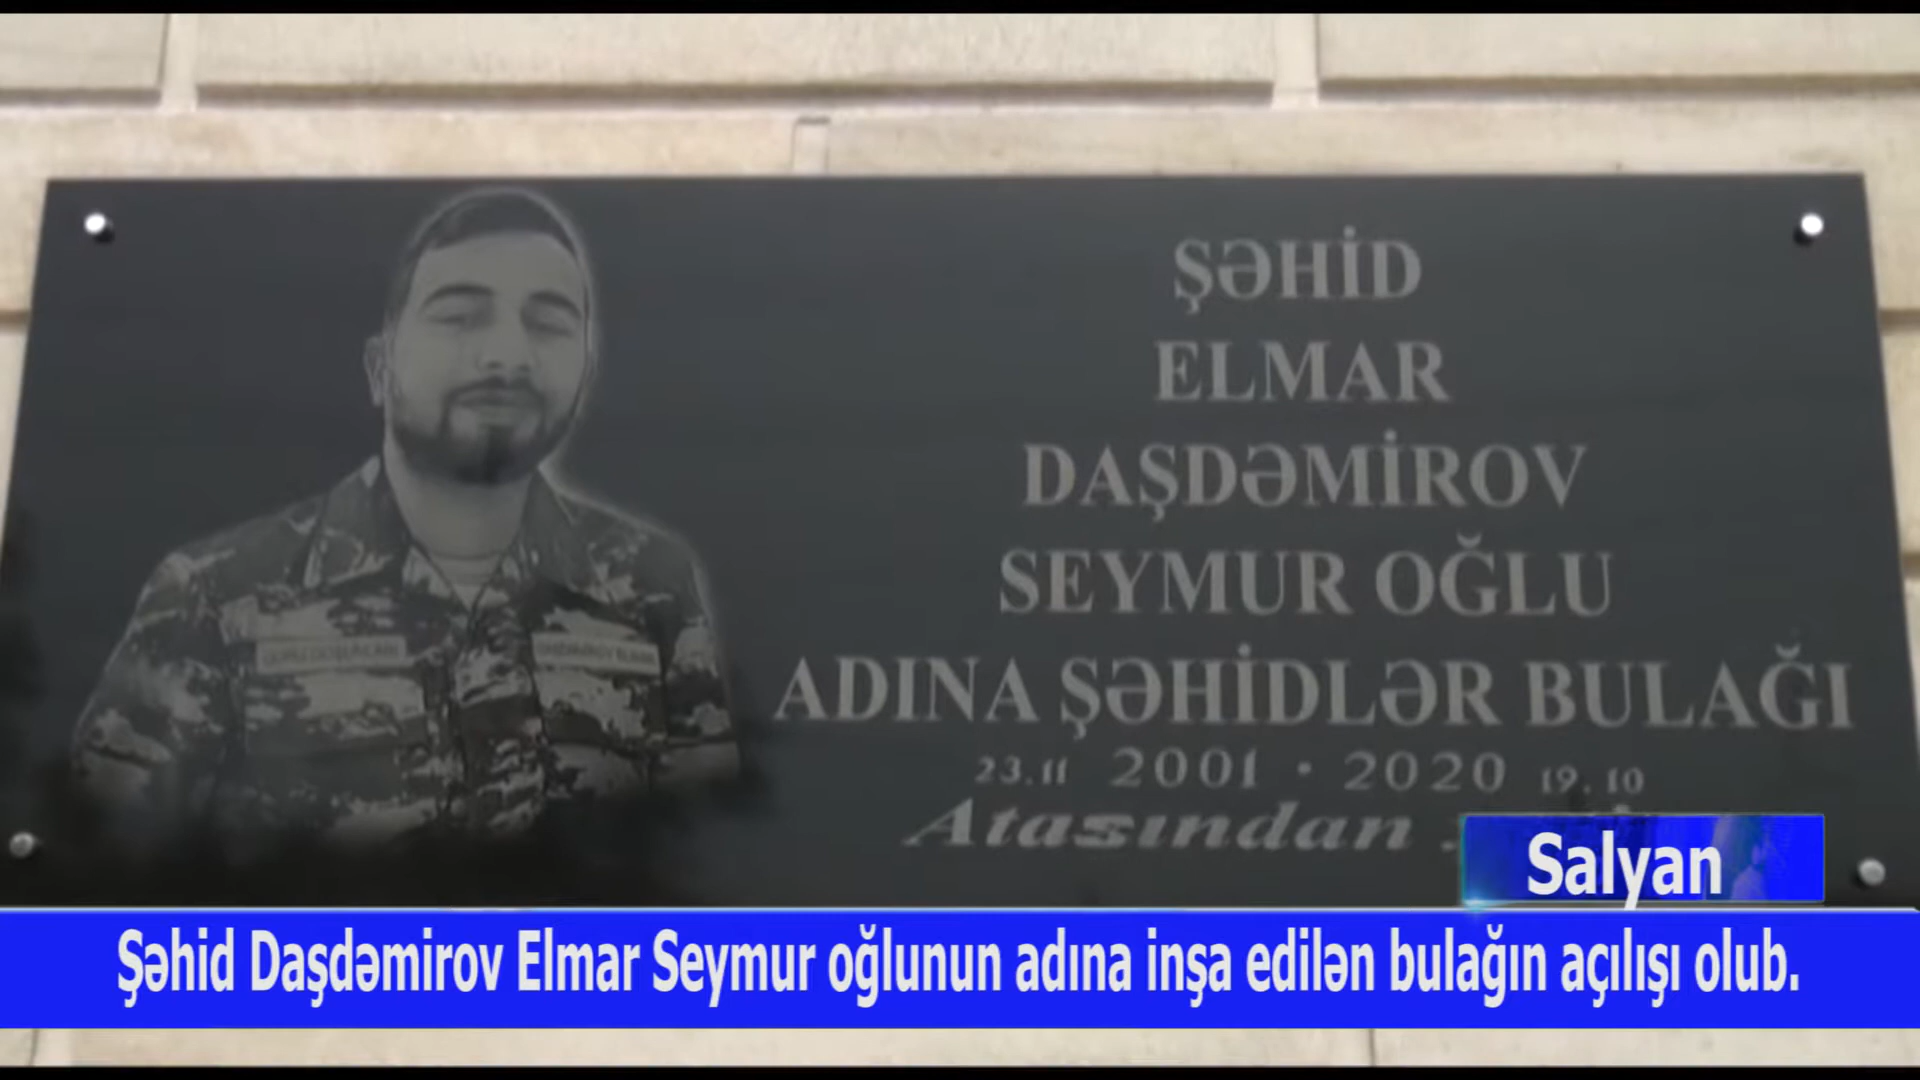 ŞƏHİD
ELMAR
DAŞDƏMİROV
SEYMUR OĞLU
ADINA ŞƏHİDLƏR BULAĞI
23.11 2001 · 2020 19.10
Atasından
Salyan
Şəhid Daşdəmirov Elmar Seymur oğlunun adına inşa edilən bulağın açılışı olub.